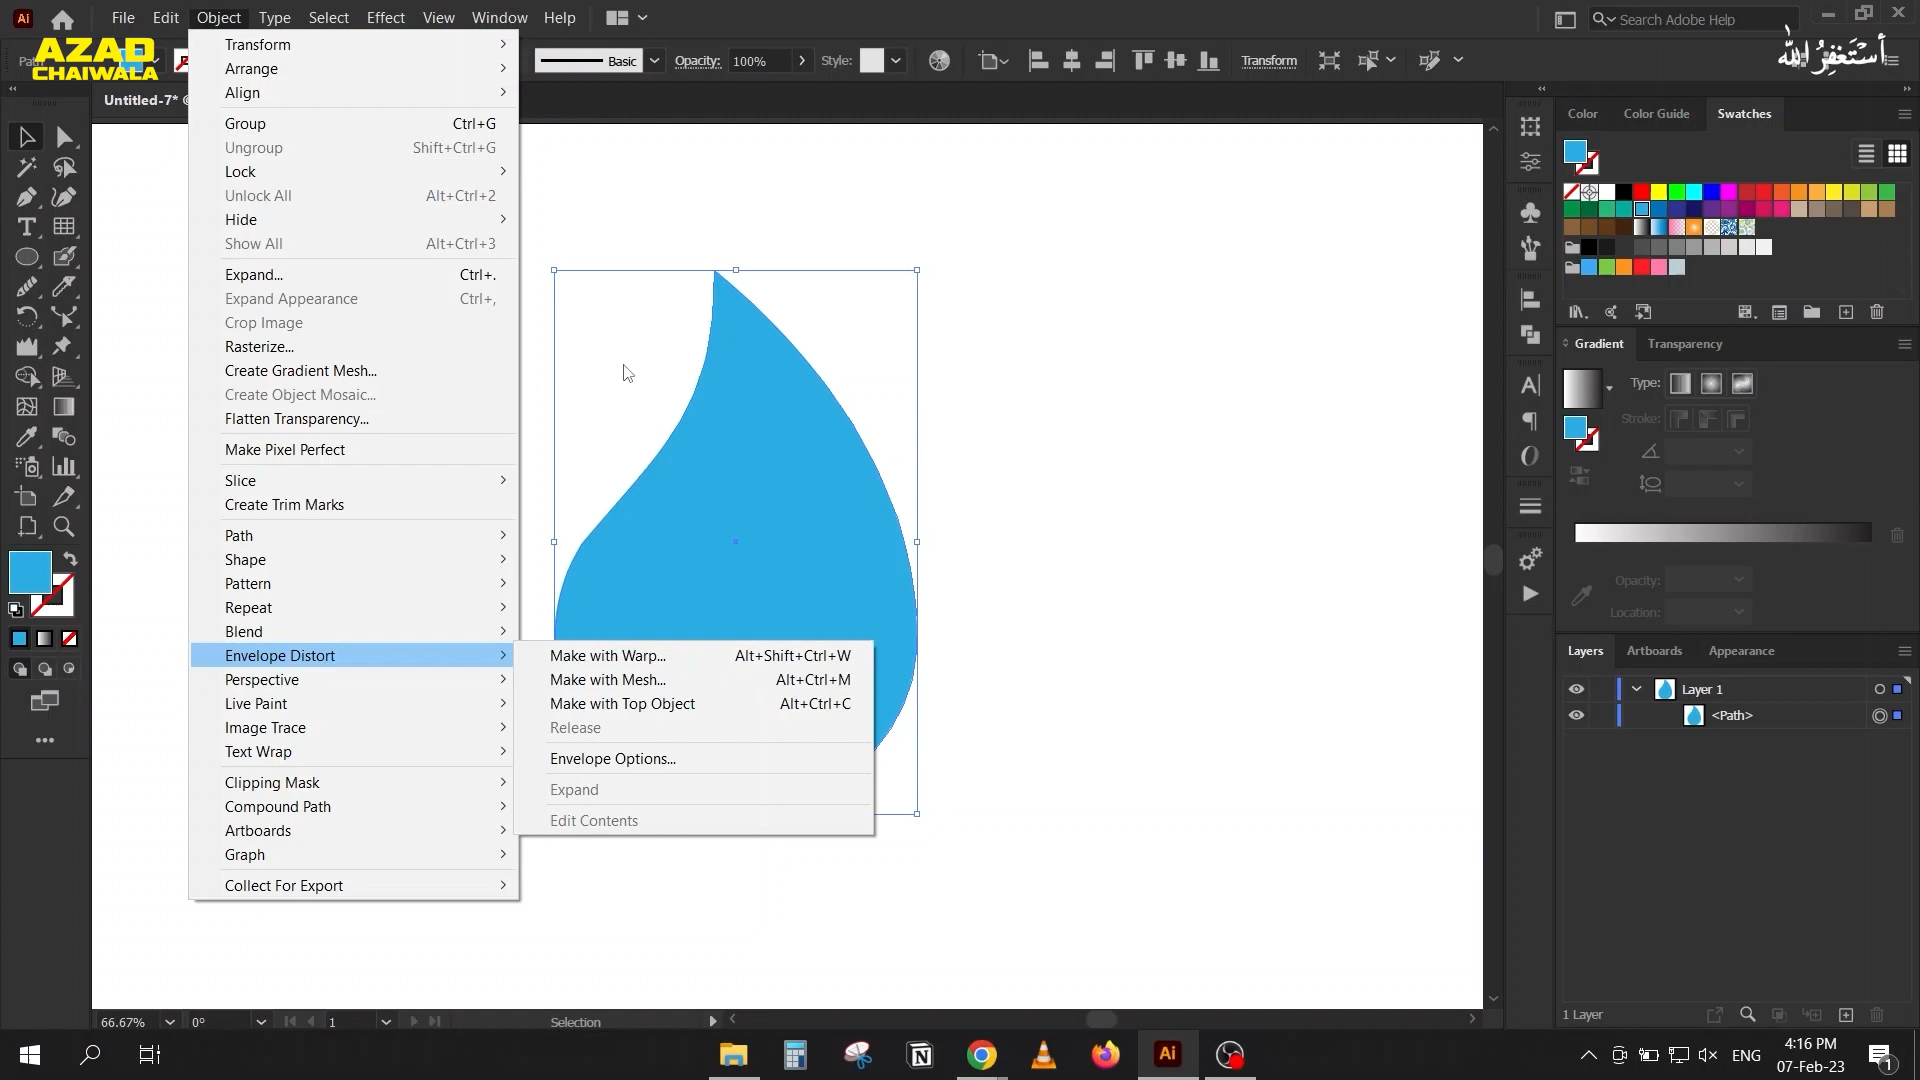 File Edit Object Type Select Effect View Window Help
Search Adobe Help
AZAD
CHAIWALA
أستغفر الله
Basic Opacity: 100% Style: Transform
Untitled-7*
Transform
Arrange
Align
Group Ctrl+G
Ungroup Shift+Ctrl+G
Lock
Unlock All Alt+Ctrl+2
Hide
Show All Alt+Ctrl+3
Expand... Ctrl+.
Expand Appearance Ctrl+,
Crop Image
Rasterize...
Create Gradient Mesh...
Create Object Mosaic...
Flatten Transparency...
Make Pixel Perfect
Slice
Create Trim Marks
Path
Shape
Pattern
Repeat
Blend
Envelope Distort
Perspective
Live Paint
Image Trace
Text Wrap
Clipping Mask
Compound Path
Artboards
Graph
Collect For Export
Make with Warp... Alt+Shift+Ctrl+W
Make with Mesh... Alt+Ctrl+M
Make with Top Object Alt+Ctrl+C
Release
Envelope Options...
Expand
Edit Contents
Color Color Guide Swatches
Gradient Transparency
Type:
Stroke:
Opacity:
Location:
Layers Artboards Appearance
Layer 1
<Path>
1 Layer
66.67% 0° 1 Selection
ENG
4:16 PM
07-Feb-23
1